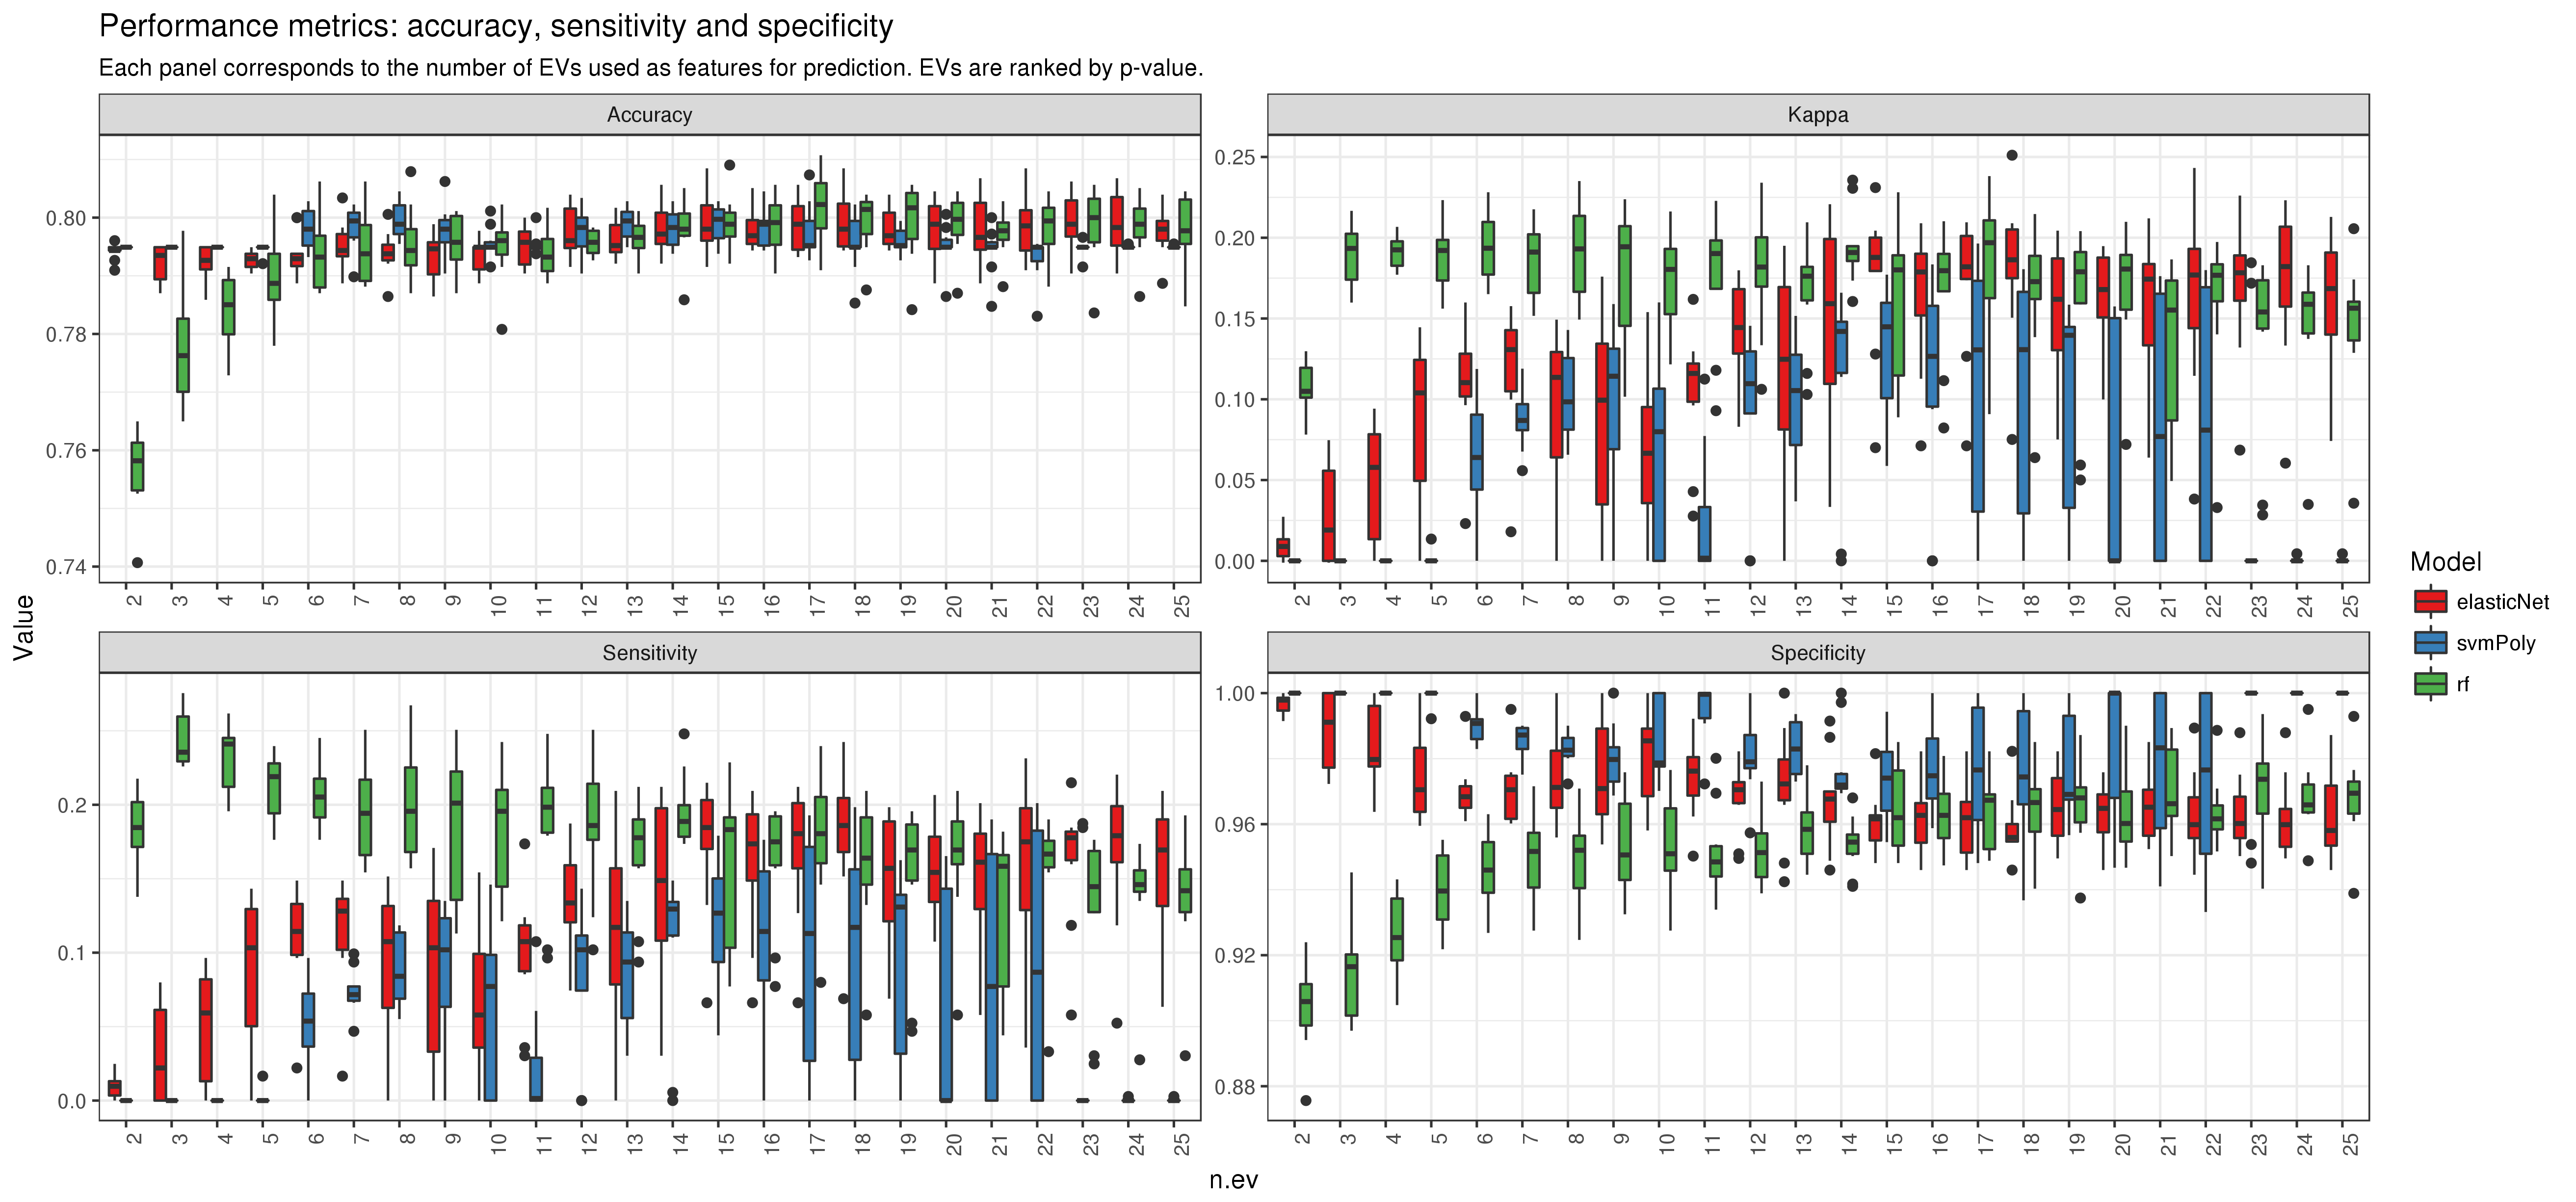 Performance metrics: accuracy, sensitivity and specificity
Each panel corresponds to the number of EVs used as features for prediction. EVs are ranked by p-value.
Accuracy
0.80
0.78
0.76
0.74
2 3 4 5 6 7 8 9 10 11 12 13 14 15 16 17 18 19 20 21 22 23 24 25
Kappa
0.25
0.20
0.15
0.10
0.05
0.00
2 3 4 5 6 7 8 9 10 11 12 13 14 15 16 17 18 19 20 21 22 23 24 25
Value
Sensitivity
0.2
0.1
0.0
2 3 4 5 6 7 8 9 10 11 12 13 14 15 16 17 18 19 20 21 22 23 24 25
Specificity
1.00
0.96
0.92
0.88
2 3 4 5 6 7 8 9 10 11 12 13 14 15 16 17 18 19 20 21 22 23 24 25
n.ev
Model
elasticNet
svmPoly
rf